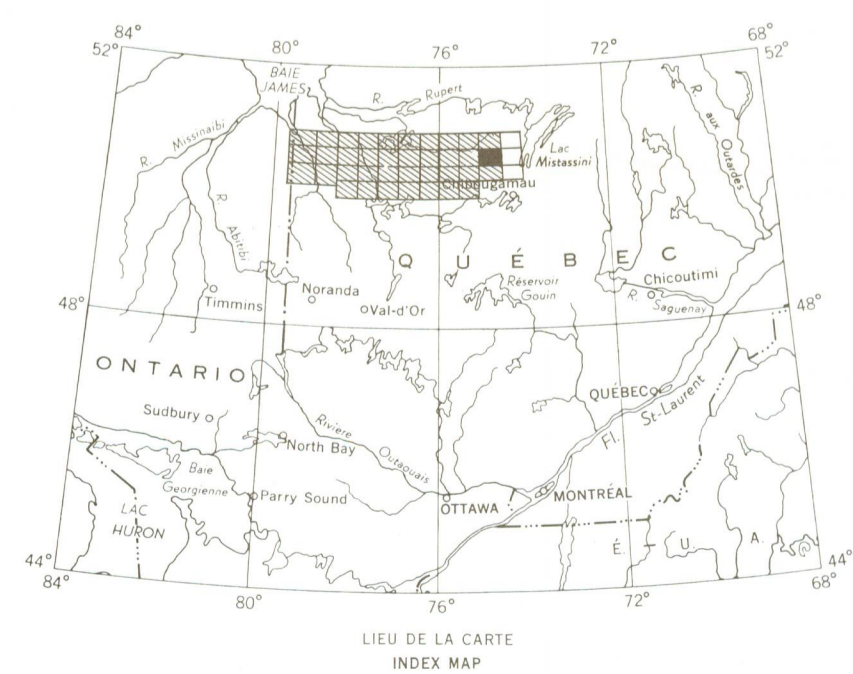 84°
52°
80°
76°
72°
68°
52°
BAIE
JAMES
R. Rupert
R. Missinaibi
R. aux Outardes
Lac
Mistassini
Chibougamau
R. Abitibi
QUÉBEC
Chicoutimi
Réservoir
Gouin
R. Saguenay
Noranda
Timmins
Val-d'Or
48°
48°
ONTARIO
QUÉBEC
Fl. St-Laurent
Sudbury
North Bay
Rivière Outaouais
Baie
Georgienne
Parry Sound
OTTAWA
MONTRÉAL
LAC
HURON
É. U. A.
44°
84°
80°
76°
72°
44°
68°
LIEU DE LA CARTE
INDEX MAP